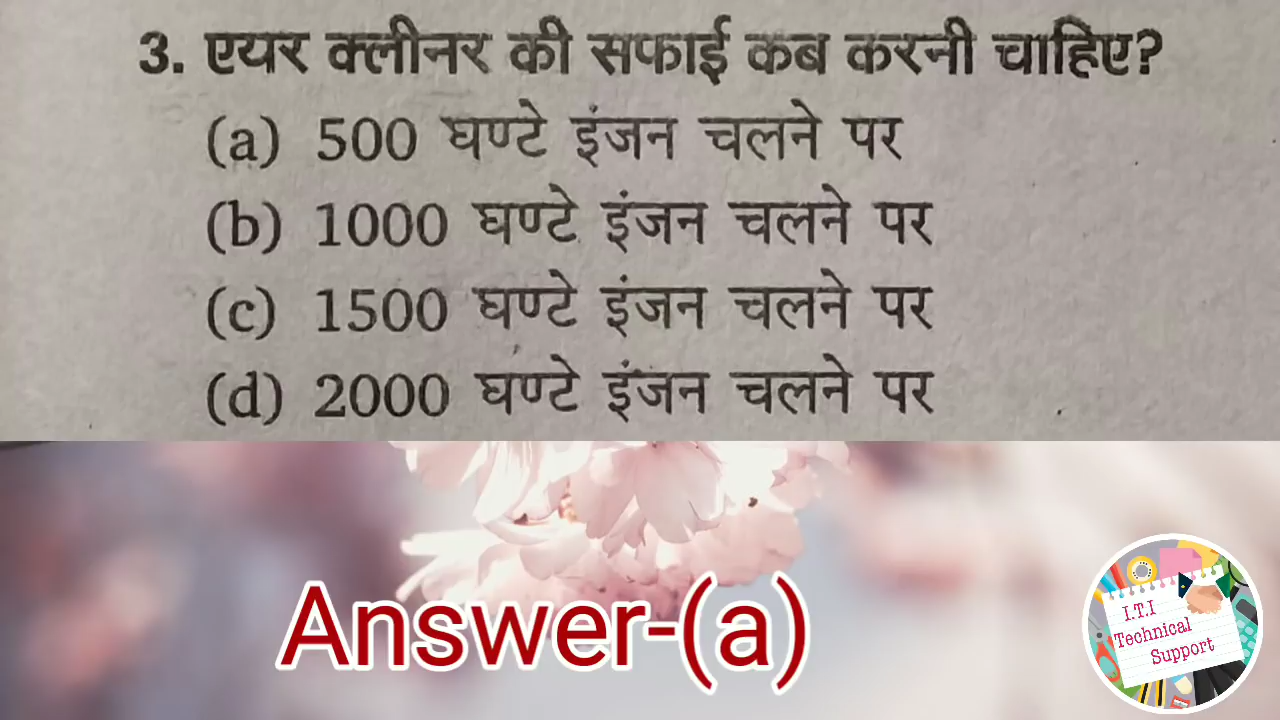 3. एयर क्लीनर की सफाई कब करनी चाहिए?
(a) 500 घण्टे इंजन चलने पर
(b) 1000 घण्टे इंजन चलने पर
(c) 1500 घण्टे इंजन चलने पर
(d) 2000 घण्टे इंजन चलने पर
Answer-(a)
I.T.I
Technical
Support